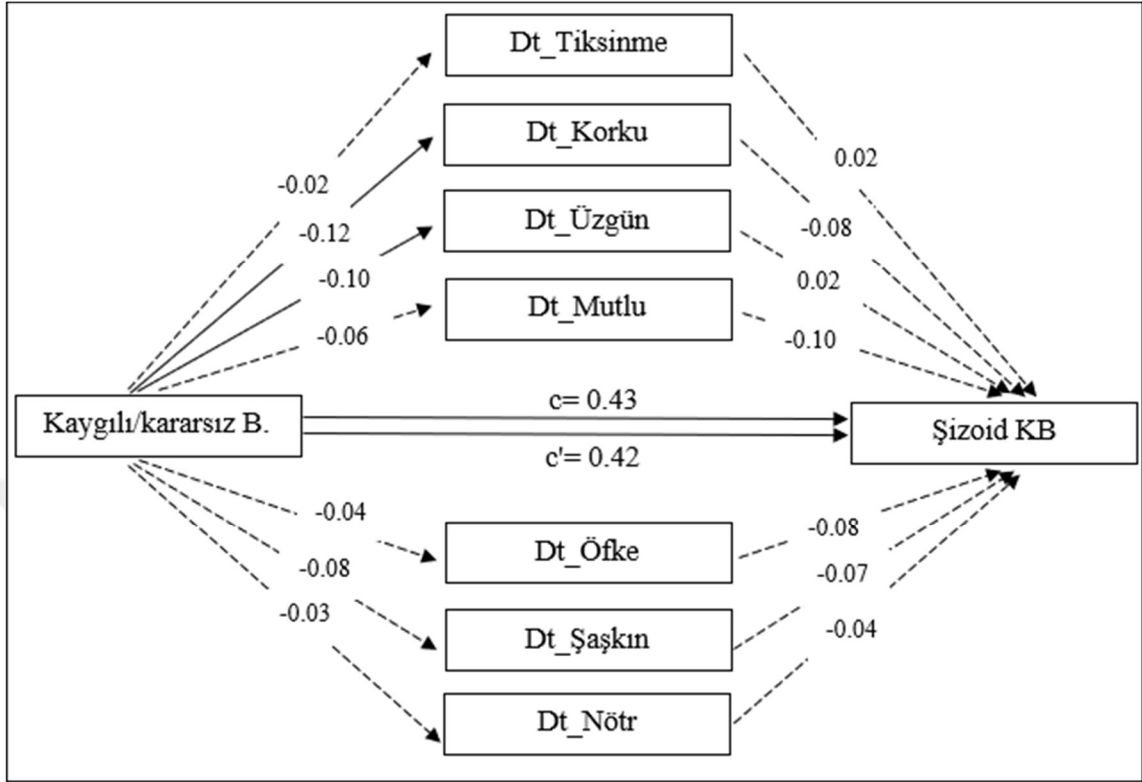 Dt_Tiksinme
Dt_Korku
0.02
-0.02
Dt_Üzgün
-0.08
-0.12
-0.10
0.02
Dt_Mutlu
-0.06
-0.10
c= 0.43
Kaygılı/kararsız B.
Şizoid KB
c'= 0.42
-0.04
-0.08
Dt_Öfke
-0.08
-0.07
-0.03
Dt_Şaşkın
-0.04
Dt_Nötr